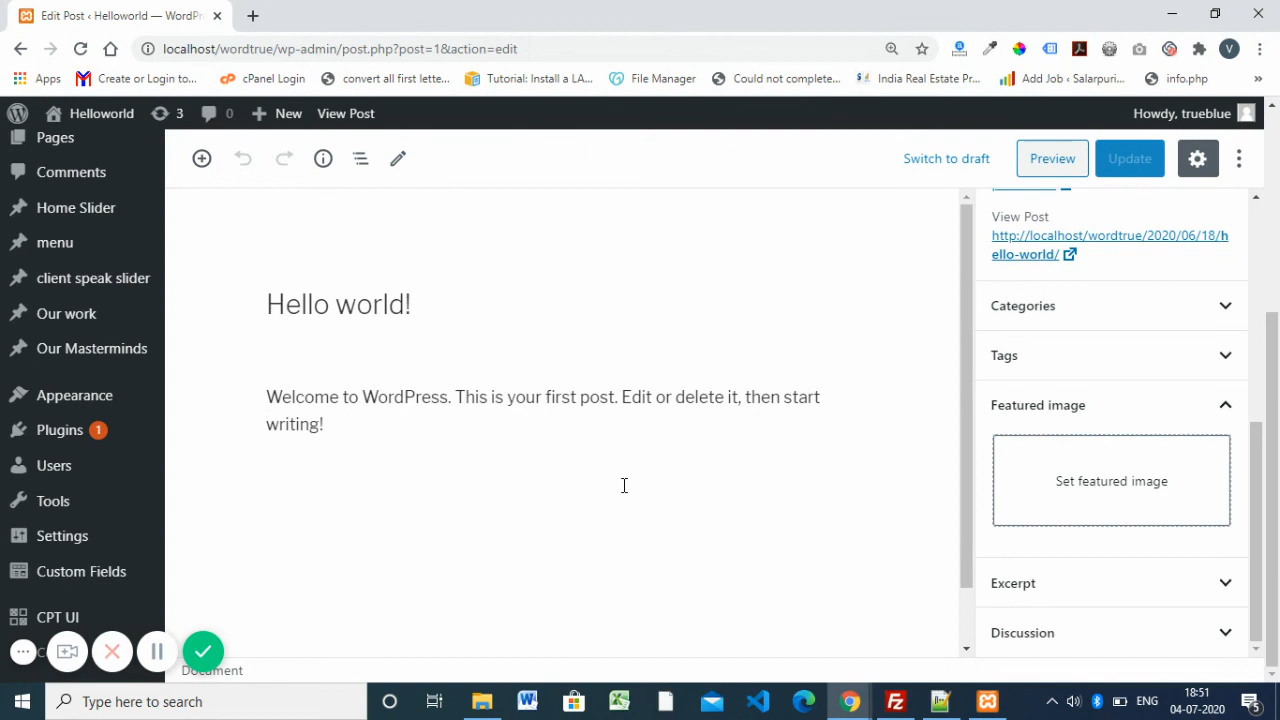 Edit Post ‹ Helloworld — WordPr
localhost/wordtrue/wp-admin/post.php?post=1&action=edit
V
Apps
Create or Login to...
cPanel Login
convert all first lette...
Tutorial: Install a LA...
File Manager
Could not complete...
India Real Estate Pr...
Add Job ‹ Salarpuri...
info.php
»
Helloworld
3
0
New
View Post
Howdy, trueblue
Pages
Comments
Home Slider
menu
client speak slider
Our work
Our Masterminds
Appearance
Plugins 1
Users
Tools
Settings
Custom Fields
CPT UI
Switch to draft
Preview
Update
Hello world!
Welcome to WordPress. This is your first post. Edit or delete it, then start
writing!
View Post
http://localhost/wordtrue/2020/06/18/h
ello-world/
Categories
Tags
Featured image
Set featured image
Excerpt
Discussion
Document
Type here to search
ENG
18:51
04-07-2020
5